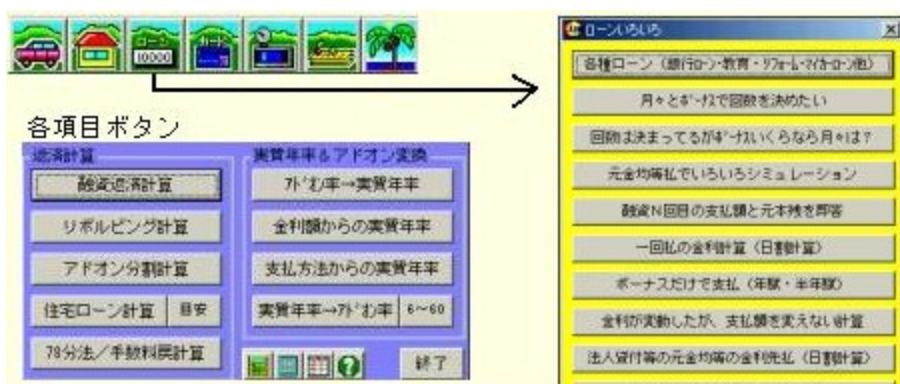 ローン
10000
カード
各項目ボタン
返済計算
融資返済計算
リボルビング計算
アドオン分割計算
住宅ローン計算
目安
78分法/手数料戻計算
実質年率&アドオン変換
アドオン率→実質年率
金利額からの実質年率
支払方法からの実質年率
実質年率→アドオン率
6~60
終了
ローンいろいろ
各種ローン(銀行ローン・教育・リフォーム・マイカーローン他)
月々とボーナスで回数を決めたい
回数は決まってるがボーナスいくらなら月々は?
元金均等払でいろいろシミュレーション
融資N回目の支払額と元本残を即答
一回払の金利計算(日割計算)
ボーナスだけで支払(年賦・半年賦)
金利が変動したが、支払額を変えない計算
法人貸付等の元金均等の金利先払(日割計算)